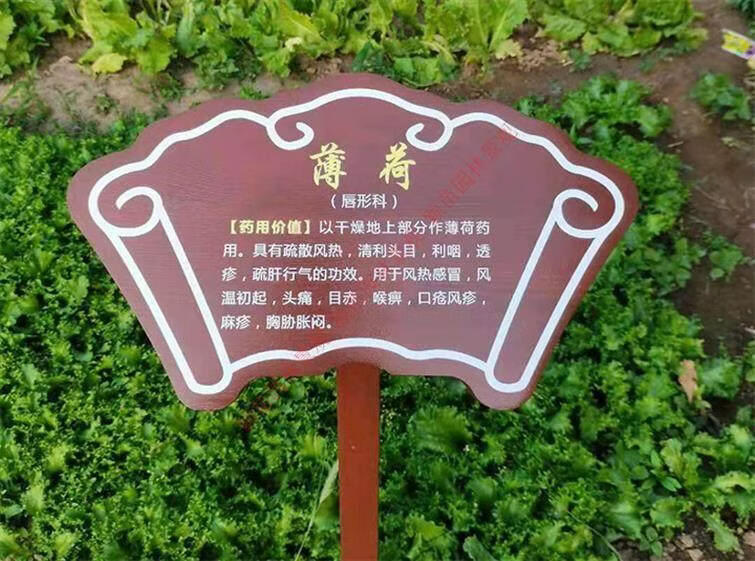 薄荷
（唇形科）
【药用价值】以干燥地上部分作薄荷药
用。具有疏散风热，清利头目，利咽，透
疹，疏肝行气的功效。用于风热感冒，风
温初起，头痛，目赤，喉痹，口疮风疹，
麻疹，胸胁胀闷。